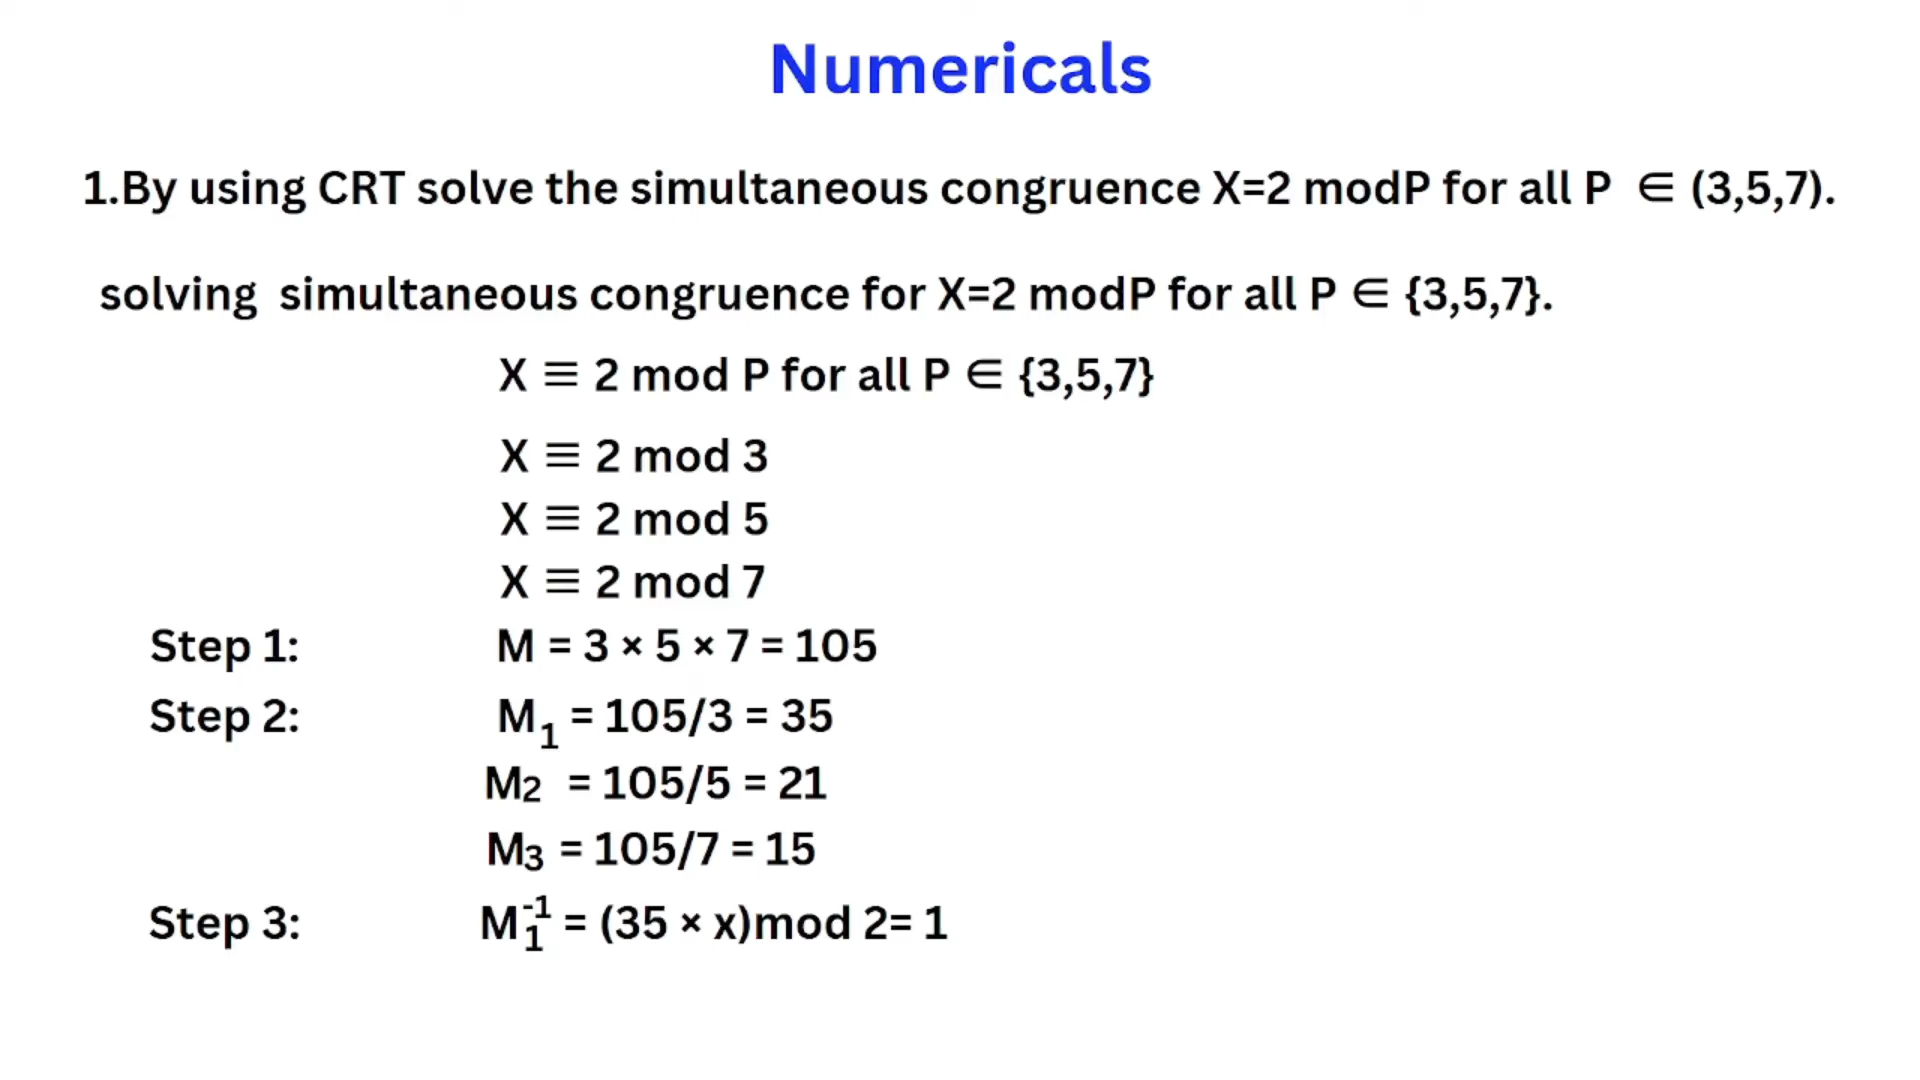 Numericals
1.By using CRT solve the simultaneous congruence X=2 modP for all P ∈ (3,5,7).
solving simultaneous congruence for X=2 modP for all P ∈ {3,5,7}.
X ≡ 2 mod P for all P ∈ {3,5,7}
X ≡ 2 mod 3
X ≡ 2 mod 5
X ≡ 2 mod 7
Step 1: M = 3 × 5 × 7 = 105
Step 2: M₁ = 105/3 = 35
M₂ = 105/5 = 21
M₃ = 105/7 = 15
Step 3: M₁⁻¹ = (35 × x)mod 2= 1